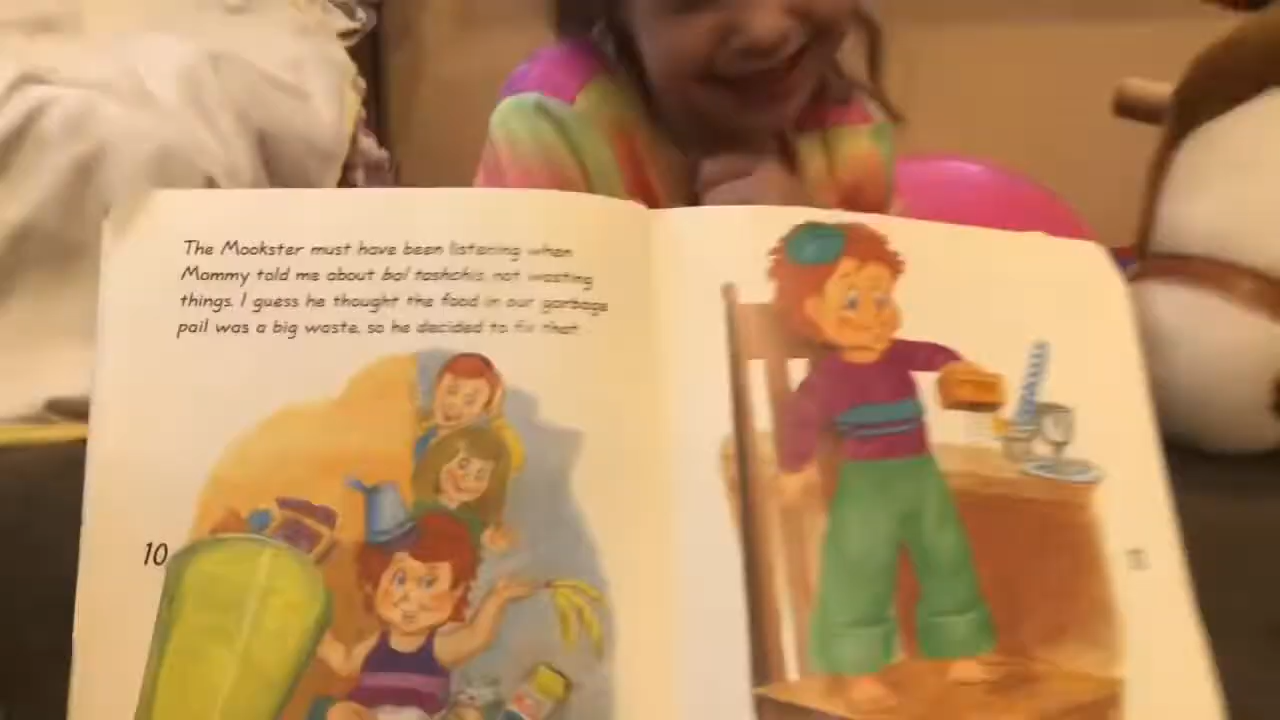 The Mookster must have been listening when
Mommy told me about bal tashchis, not wasting
things. I guess he thought the food in our garbage
pail was a big waste, so he decided to fix that.
10